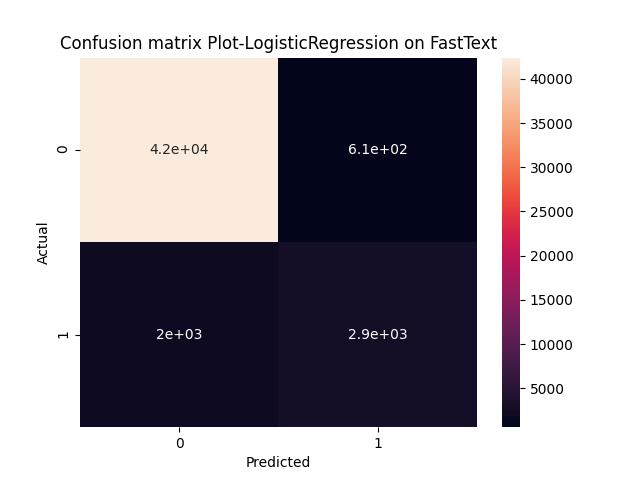 Confusion matrix Plot-LogisticRegression on FastText
4.2e+04
6.1e+02
2e+03
2.9e+03
0
1
Actual
0
1
Predicted
40000
35000
30000
25000
20000
15000
10000
5000